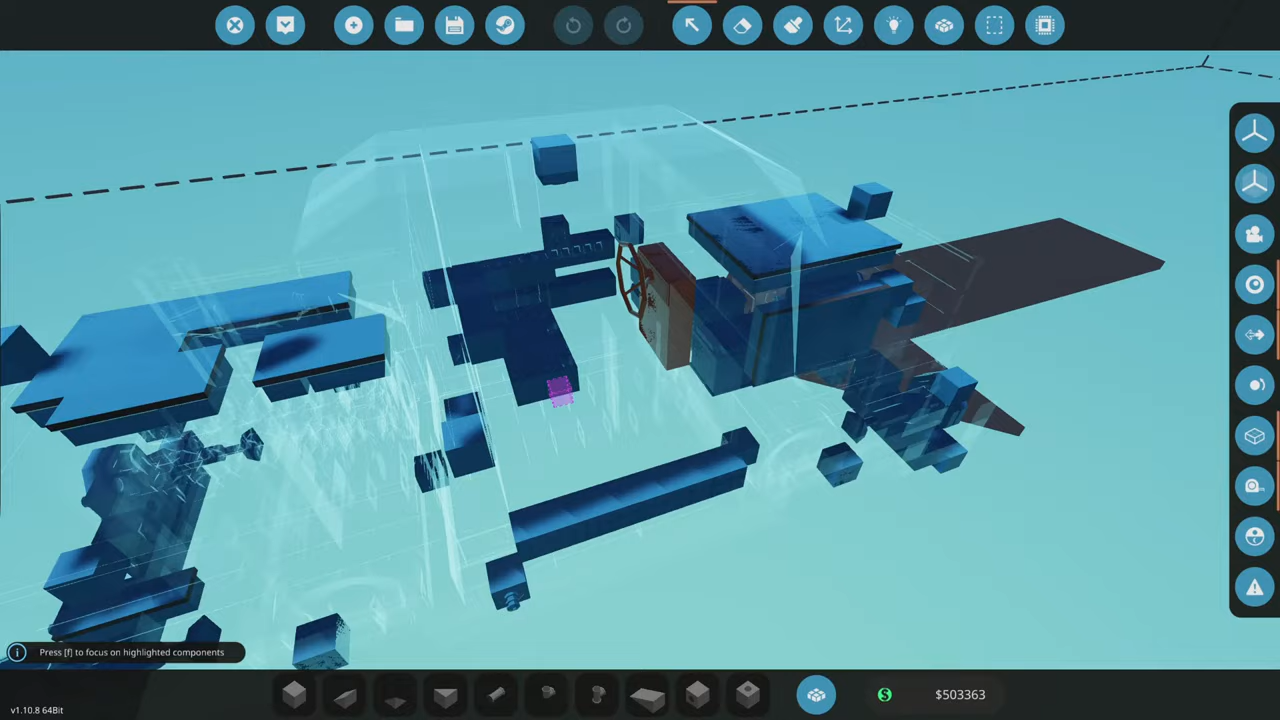 Press [f] to focus on highlighted components
$503363
v1.10.8 64Bit